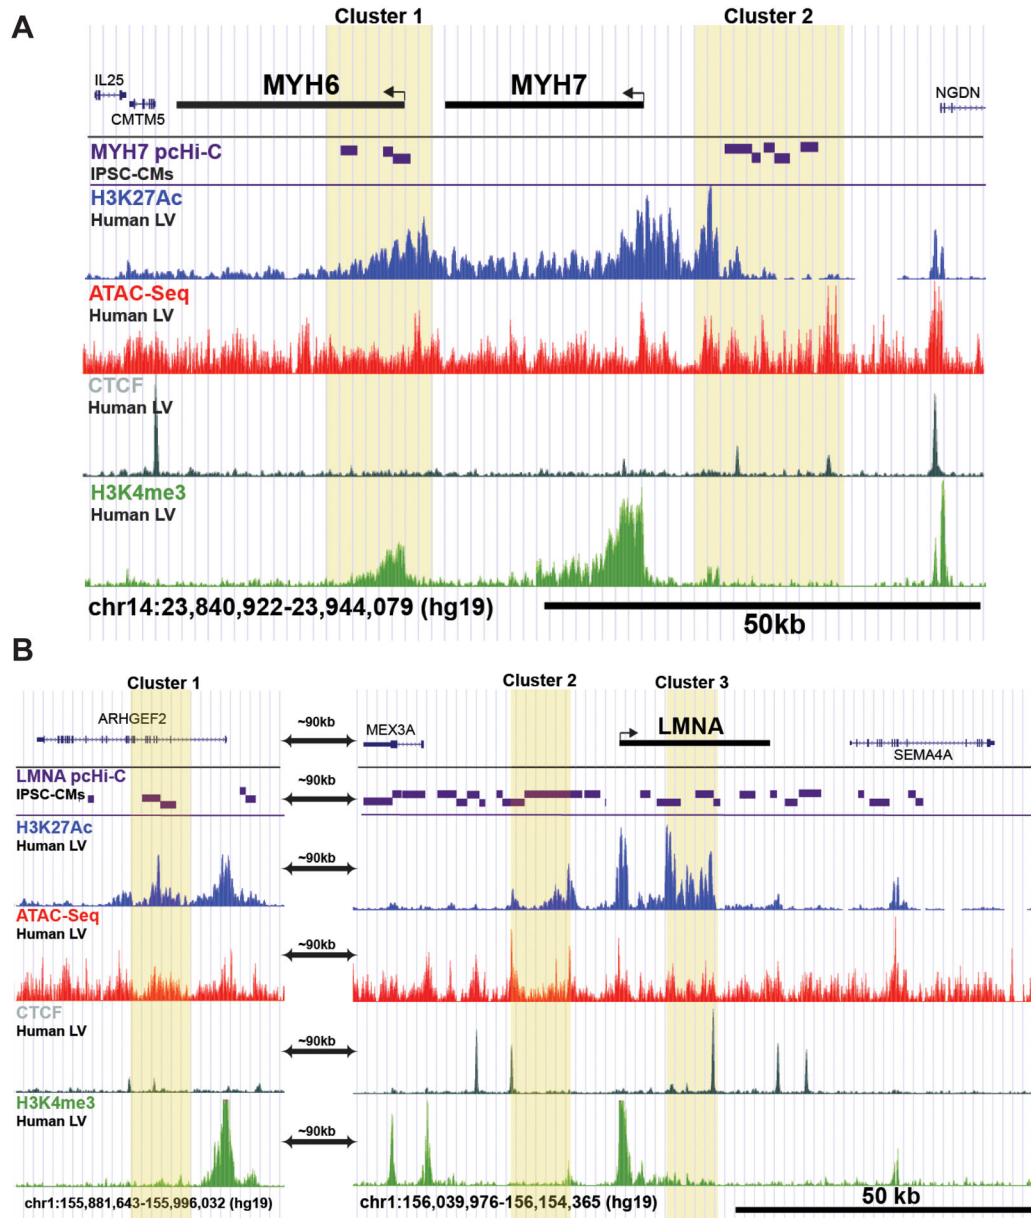 A
Cluster 1
Cluster 2
IL25
CMTM5
MYH6
MYH7
NGDN
MYH7 pcHi-C
IPSC-CMs
H3K27Ac
Human LV
ATAC-Seq
Human LV
CTCF
Human LV
H3K4me3
Human LV
chr14:23,840,922-23,944,079 (hg19)
50kb
B
Cluster 1
Cluster 2
Cluster 3
ARHGEF2
~90kb
MEX3A
LMNA
SEMA4A
LMNA pcHi-C
IPSC-CMs
~90kb
H3K27Ac
Human LV
~90kb
ATAC-Seq
Human LV
~90kb
CTCF
Human LV
~90kb
H3K4me3
Human LV
~90kb
chr1:155,881,643-155,996,032 (hg19)
chr1:156,039,976-156,154,365 (hg19)
50 kb